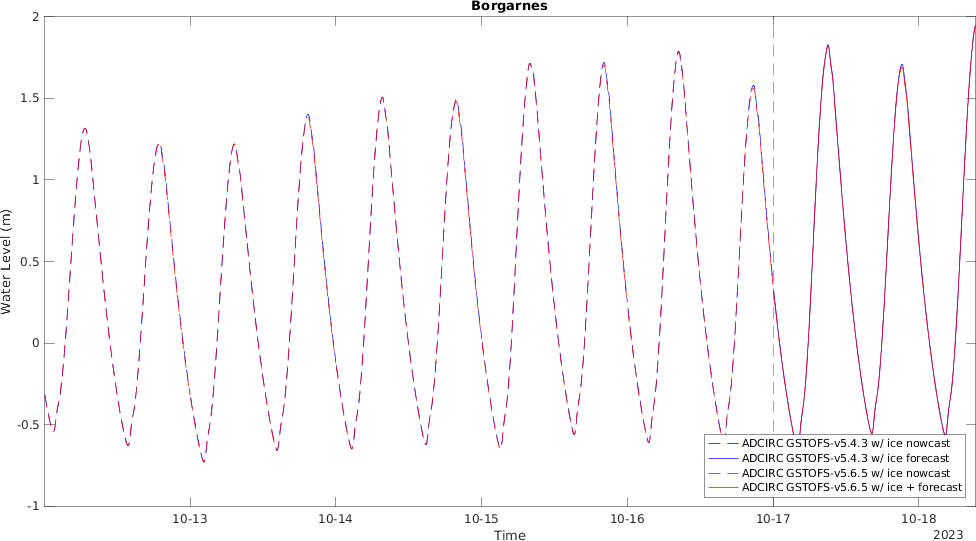 Borgarnes
2
1.5
1
0.5
0
-0.5
-1
Water Level (m)
10-13
10-14
10-15
10-16
10-17
10-18
Time
2023
ADCIRC GSTOFS-v5.4.3 w/ ice nowcast
ADCIRC GSTOFS-v5.4.3 w/ ice forecast
ADCIRC GSTOFS-v5.6.5 w/ ice nowcast
ADCIRC GSTOFS-v5.6.5 w/ ice + forecast